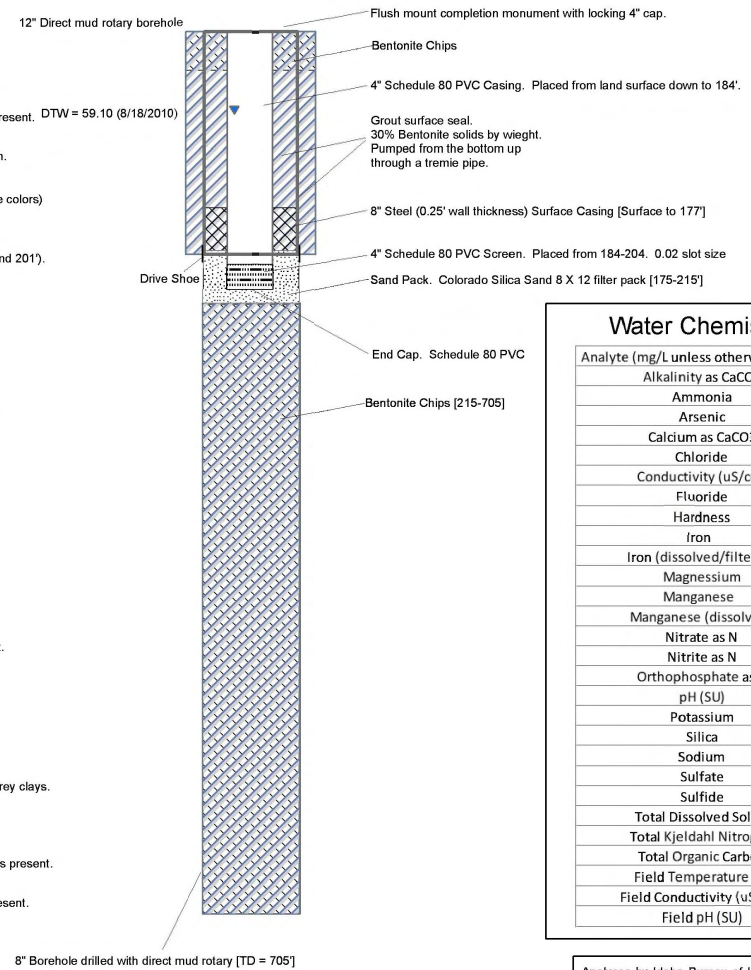 Flush mount completion monument with locking 4" cap.
12" Direct mud rotary borehole
Bentonite Chips
4" Schedule 80 PVC Casing. Placed from land surface down to 184'.
resent.
DTW = 59.10 (8/18/2010)
Grout surface seal.
30% Bentonite solids by wieght.
Pumped from the bottom up
through a tremie pipe.
n.
e colors)
8" Steel (0.25' wall thickness) Surface Casing [Surface to 177']
nd 201').
4" Schedule 80 PVC Screen. Placed from 184-204. 0.02 slot size
Drive Shoe
Sand Pack. Colorado Silica Sand 8 X 12 filter pack [175-215']
End Cap. Schedule 80 PVC
Bentonite Chips [215-705]
t.
rey clays.
s present.
esent.
8" Borehole drilled with direct mud rotary [TD = 705']
Water Chemis
Analyte (mg/L unless otherw
Alkalinity as CaCO
Ammonia
Arsenic
Calcium as CaCO3
Chloride
Conductivity (uS/c
Fluoride
Hardness
Iron
Iron (dissolved/filte
Magnessium
Manganese
Manganese (dissolv
Nitrate as N
Nitrite as N
Orthophosphate as
pH (SU)
Potassium
Silica
Sodium
Sulfate
Sulfide
Total Dissolved Sol
Total Kjeldahl Nitrog
Total Organic Carb
Field Temperature
Field Conductivity (uS
Field pH (SU)